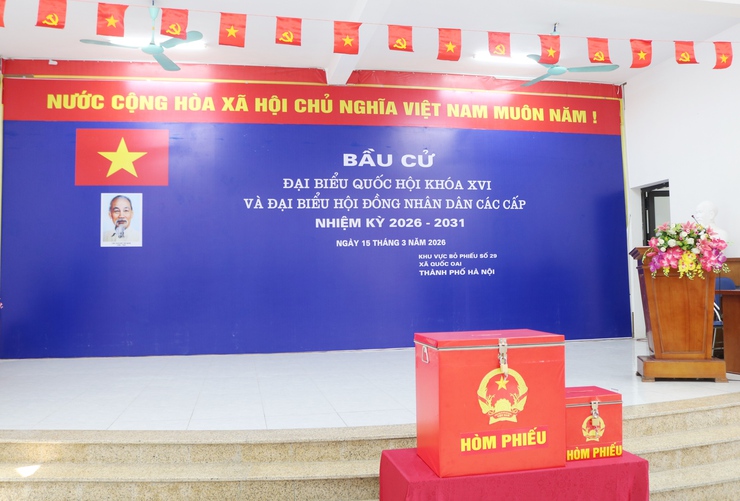 NƯỚC CỘNG HÒA XÃ HỘI CHỦ NGHĨA VIỆT NAM MUÔN NĂM !
BẦU CỬ
ĐẠI BIỂU QUỐC HỘI KHÓA XVI
VÀ ĐẠI BIỂU HỘI ĐỒNG NHÂN DÂN CÁC CẤP
NHIỆM KỲ 2026 - 2031
NGÀY 15 THÁNG 3 NĂM 2026
KHU VỰC BỎ PHIẾU SỐ 29
XÃ QUỐC OAI
THÀNH PHỐ HÀ NỘI
HÒM PHIẾU
HÒM PHIẾU